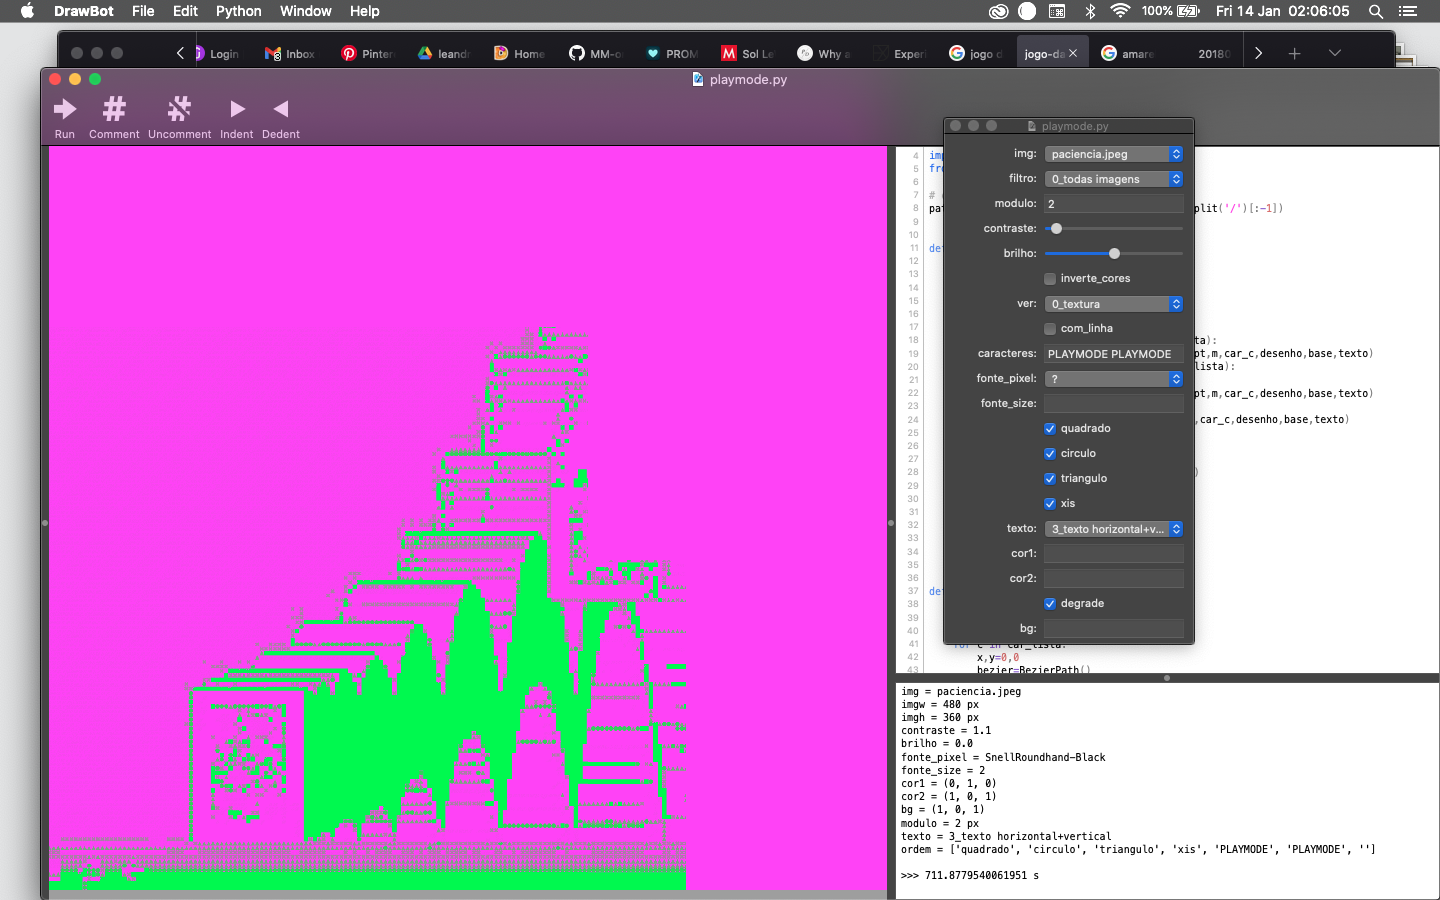 DrawBot File Edit Python Window Help 100% Fri 14 Jan 02:06:05
Login Inbox Pinter leandr Home MM-o PROM Sol Le Why a Experi jogo d jogo-da amare 20180
playmode.py
Run Comment Uncomment Indent Dedent
playmode.py
img: paciencia.jpeg
filtro: 0_todas imagens
modulo: 2
contraste:
brilho:
inverte_cores
ver: 0_textura
com_linha
caracteres: PLAYMODE PLAYMODE
fonte_pixel: ?
fonte_size:
quadrado
circulo
triangulo
xis
texto: 3_texto horizontal+v...
cor1:
cor2:
degrade
bg:
4 imp
5 fro
6
7 #
8 pat plit('/')[:-1])
9
10
11 def
12
13
14
15
16
17
18 ta):
19 pt,m,car_c,desenho,base,texto)
20 lista):
21
22 pt,m,car_c,desenho,base,texto)
23
24 ,car_c,desenho,base,texto)
25
26
27
28 )
29
30
31
32
33
34
35
36
37 def
38
39
40
41 for c in car_lista:
42 x,y=0,0
43 bezier=BezierPath()
img = paciencia.jpeg
imgw = 480 px
imgh = 360 px
contraste = 1.1
brilho = 0.0
fonte_pixel = SnellRoundhand-Black
fonte_size = 2
cor1 = (0, 1, 0)
cor2 = (1, 0, 1)
bg = (1, 0, 1)
modulo = 2 px
texto = 3_texto horizontal+vertical
ordem = ['quadrado', 'circulo', 'triangulo', 'xis', 'PLAYMODE', 'PLAYMODE', '']
>>> 711.8779540061951 s